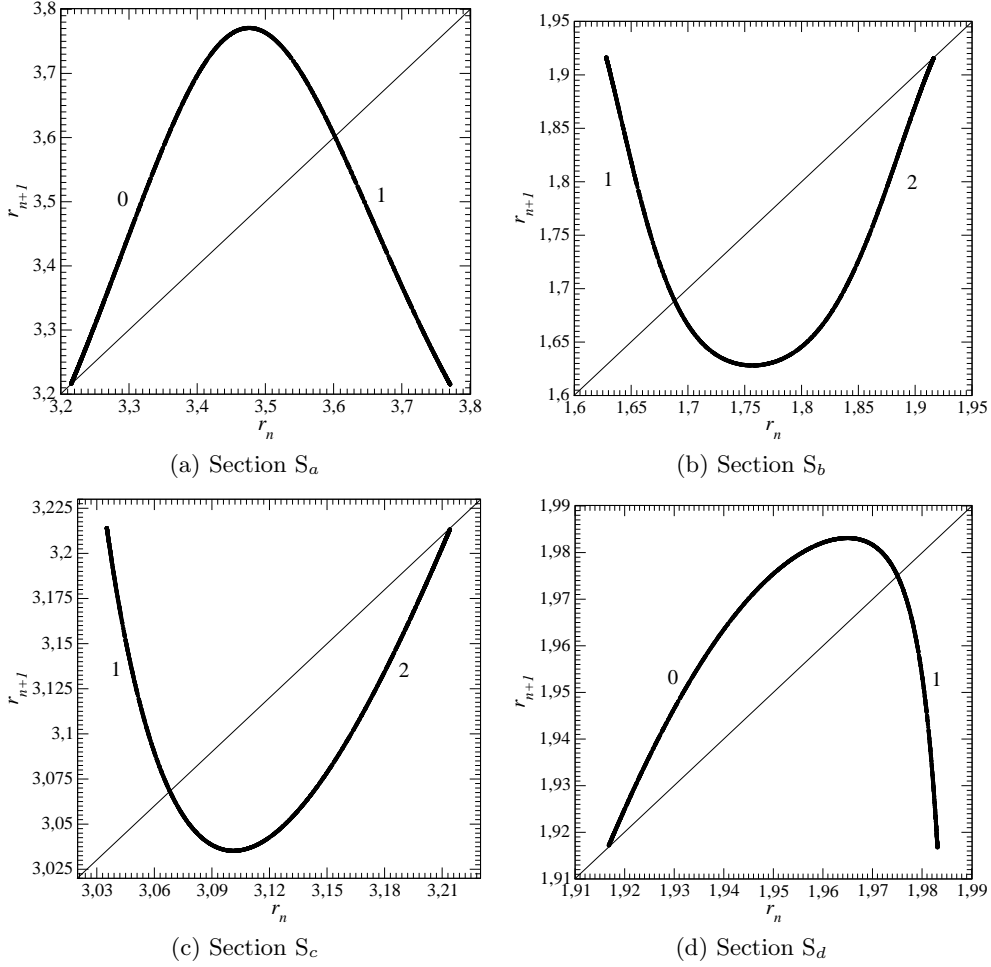 3,8
3,7
3,6
3,5
3,4
3,3
3,2
r_{n+1}
0
1
3,2 3,3 3,4 3,5 3,6 3,7 3,8
r_n
(a) Section S_a
1,95
1,9
1,85
1,8
1,75
1,7
1,65
1,6
r_{n+1}
1
2
1,6 1,65 1,7 1,75 1,8 1,85 1,9 1,95
r_n
(b) Section S_b
3,225
3,2
3,175
3,15
3,125
3,1
3,075
3,05
3,025
r_{n+1}
1
2
3,03 3,06 3,09 3,12 3,15 3,18 3,21
r_n
(c) Section S_c
1,99
1,98
1,97
1,96
1,95
1,94
1,93
1,92
1,91
r_{n+1}
0
1
1,91 1,92 1,93 1,94 1,95 1,96 1,97 1,98 1,99
r_n
(d) Section S_d